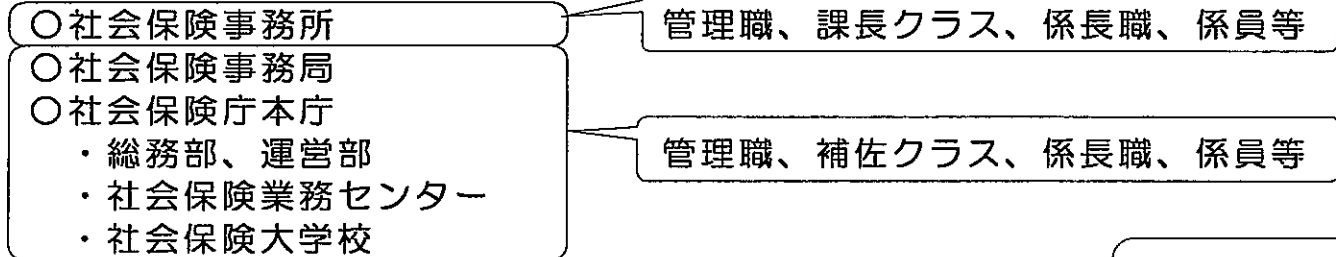 〇社会保険事務所
管理職、課長クラス、係長職、係員等
〇社会保険事務局
〇社会保険庁本庁
・総務部、運営部
管理職、補佐クラス、係長職、係員等
・社会保険業務センター
・社会保険大学校